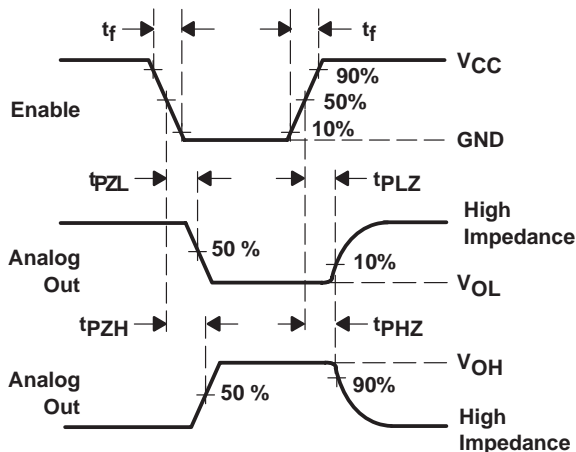 tf
tf
VCC
90%
Enable
50%
10%
GND
tPZL
tPLZ
High
Impedance
50 %
Analog
Out
10%
VOL
tPZH
tPHZ
VOH
Analog
Out
50 %
90%
High
Impedance